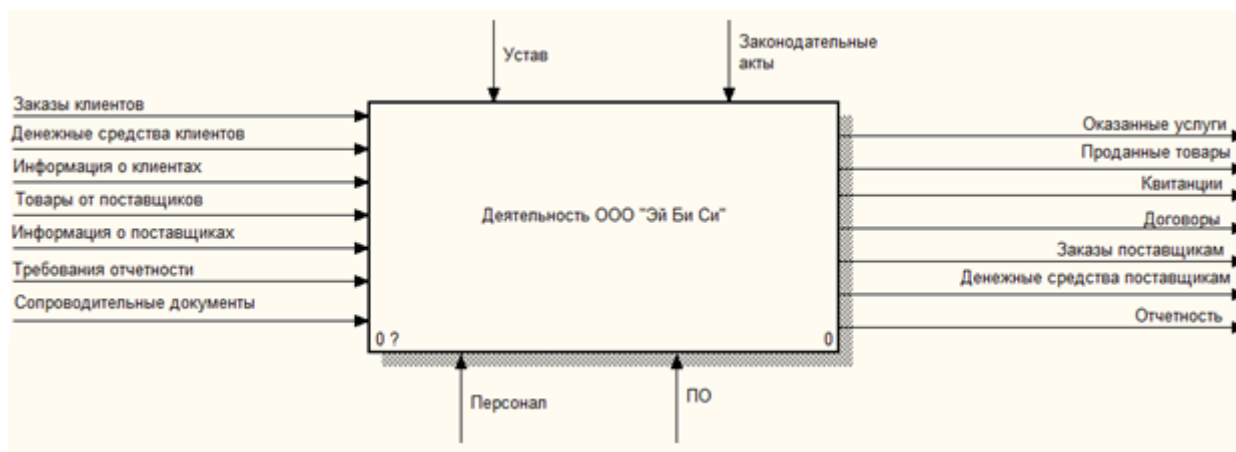 Устав
Законодательные
акты
Заказы клиентов
Денежные средства клиентов
Информация о клиентах
Товары от поставщиков
Информация о поставщиках
Требования отчетности
Сопроводительные документы
Деятельность ООО "Эй Би Си"
0 ?
0
Оказанные услуги
Проданные товары
Квитанции
Договоры
Заказы поставщикам
Денежные средства поставщикам
Отчетность
Персонал
ПО